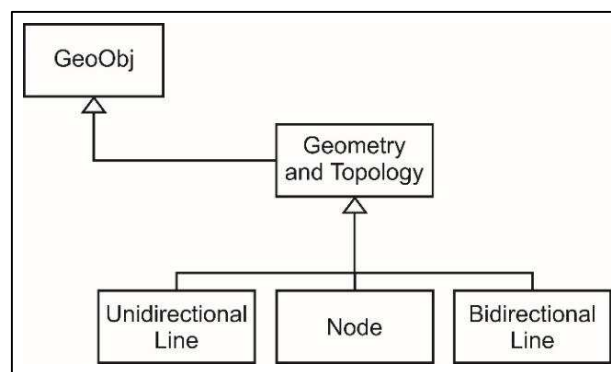 GeoObj
Geometry
and Topology
Unidirectional
Line
Node
Bidirectional
Line